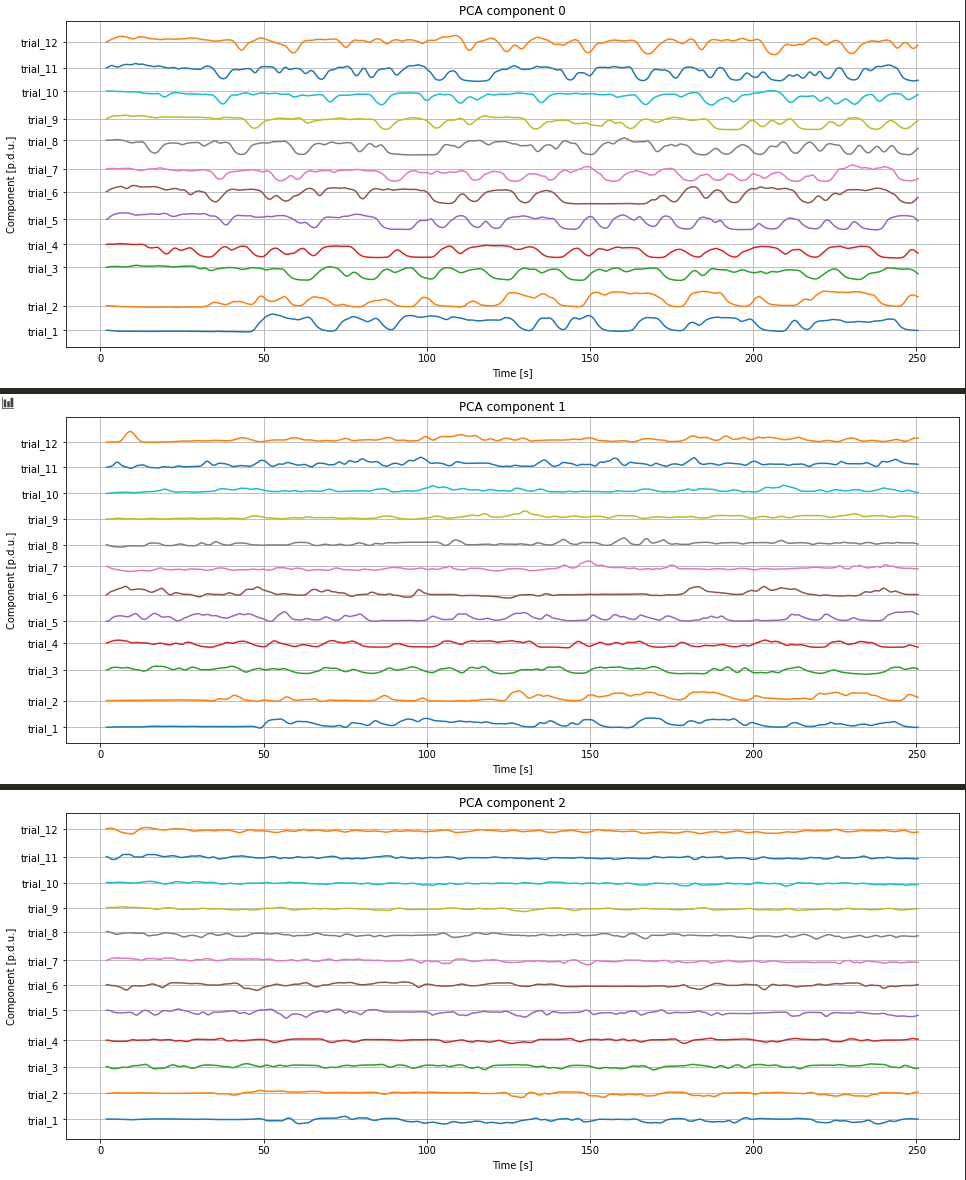 PCA component 0
trial_12
trial_11
trial_10
trial_9
trial_8
trial_7
trial_6
trial_5
trial_4
trial_3
trial_2
trial_1
Component [p.d.u.]
0 50 100 150 200 250
Time [s]
PCA component 1
trial_12
trial_11
trial_10
trial_9
trial_8
trial_7
trial_6
trial_5
trial_4
trial_3
trial_2
trial_1
Component [p.d.u.]
0 50 100 150 200 250
Time [s]
PCA component 2
trial_12
trial_11
trial_10
trial_9
trial_8
trial_7
trial_6
trial_5
trial_4
trial_3
trial_2
trial_1
Component [p.d.u.]
0 50 100 150 200 250
Time [s]